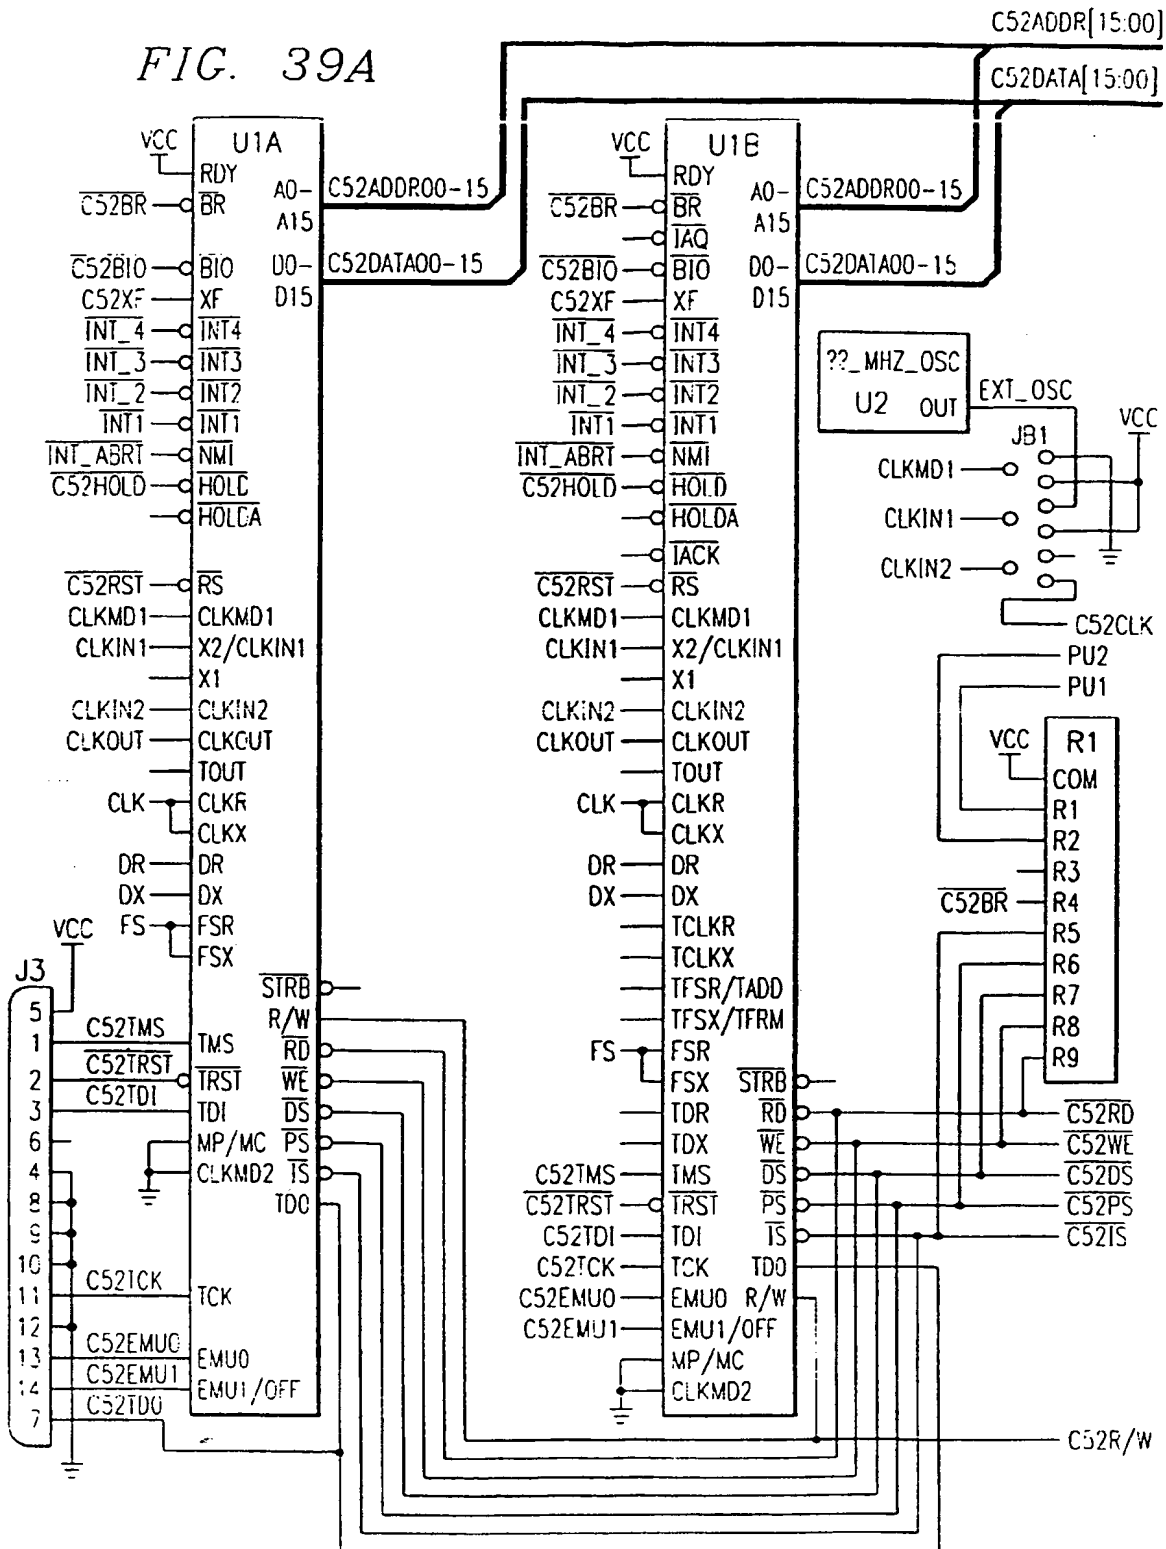 FIG. 39A
C52ADDR[15:00]
C52DATA[15:00]
VCC
U1A
RDY
C52BR
BR
A0-
A15
C52ADDR00-15
C52BIO
BIO
D0-
D15
C52DATA00-15
C52XF
XF
INT_4
INT4
INT_3
INT3
INT_2
INT2
INT1
INT1
INT_ABRT
NMI
C52HOLD
HOLD
HOLDA
C52RST
RS
CLKMD1
CLKMD1
CLKIN1
X2/CLKIN1
X1
CLKIN2
CLKIN2
CLKOUT
CLKOUT
TOUT
CLK
CLKR
CLKX
DR
DR
DX
DX
FS
FSR
FSX
STRB
R/W
RD
WE
DS
PS
IS
TDO
TMS
TRST
TDI
MP/MC
CLKMD2
TCK
EMU0
EMU1/OFF
VCC
J3
5
1
C52TMS
2
C52TRST
3
C52TDI
6
4
8
9
10
11
C52TCK
12
13
C52EMU0
14
C52EMU1
7
C52TDO
VCC
U1B
RDY
C52BR
BR
A0-
A15
C52ADDR00-15
IAQ
C52BIO
BIO
D0-
D15
C52DATA00-15
C52XF
XF
INT_4
INT4
INT_3
INT3
INT_2
INT2
INT1
INT1
INT_ABRT
NMI
C52HOLD
HOLD
HOLDA
IACK
C52RST
RS
CLKMD1
CLKMD1
CLKIN1
X2/CLKIN1
X1
CLKIN2
CLKIN2
CLKOUT
CLKOUT
TOUT
CLK
CLKR
CLKX
DR
DR
DX
DX
TCLKR
TCLKX
TFSR/TADD
TFSX/TFRM
FS
FSR
FSX
STRB
TDR
RD
TDX
WE
C52TMS
TMS
DS
C52TRST
TRST
PS
C52TDI
TDI
IS
C52TCK
TCK
TDO
C52EMU0
EMU0
R/W
C52EMU1
EMU1/OFF
MP/MC
CLKMD2
??_MHZ_OSC
U2
OUT
EXT_OSC
JB1
VCC
CLKMD1
CLKIN1
CLKIN2
C52CLK
PU2
PU1
VCC
R1
COM
R1
R2
R3
C52BR
R4
R5
R6
R7
R8
R9
C52RD
C52WE
C52DS
C52PS
C52IS
C52R/W